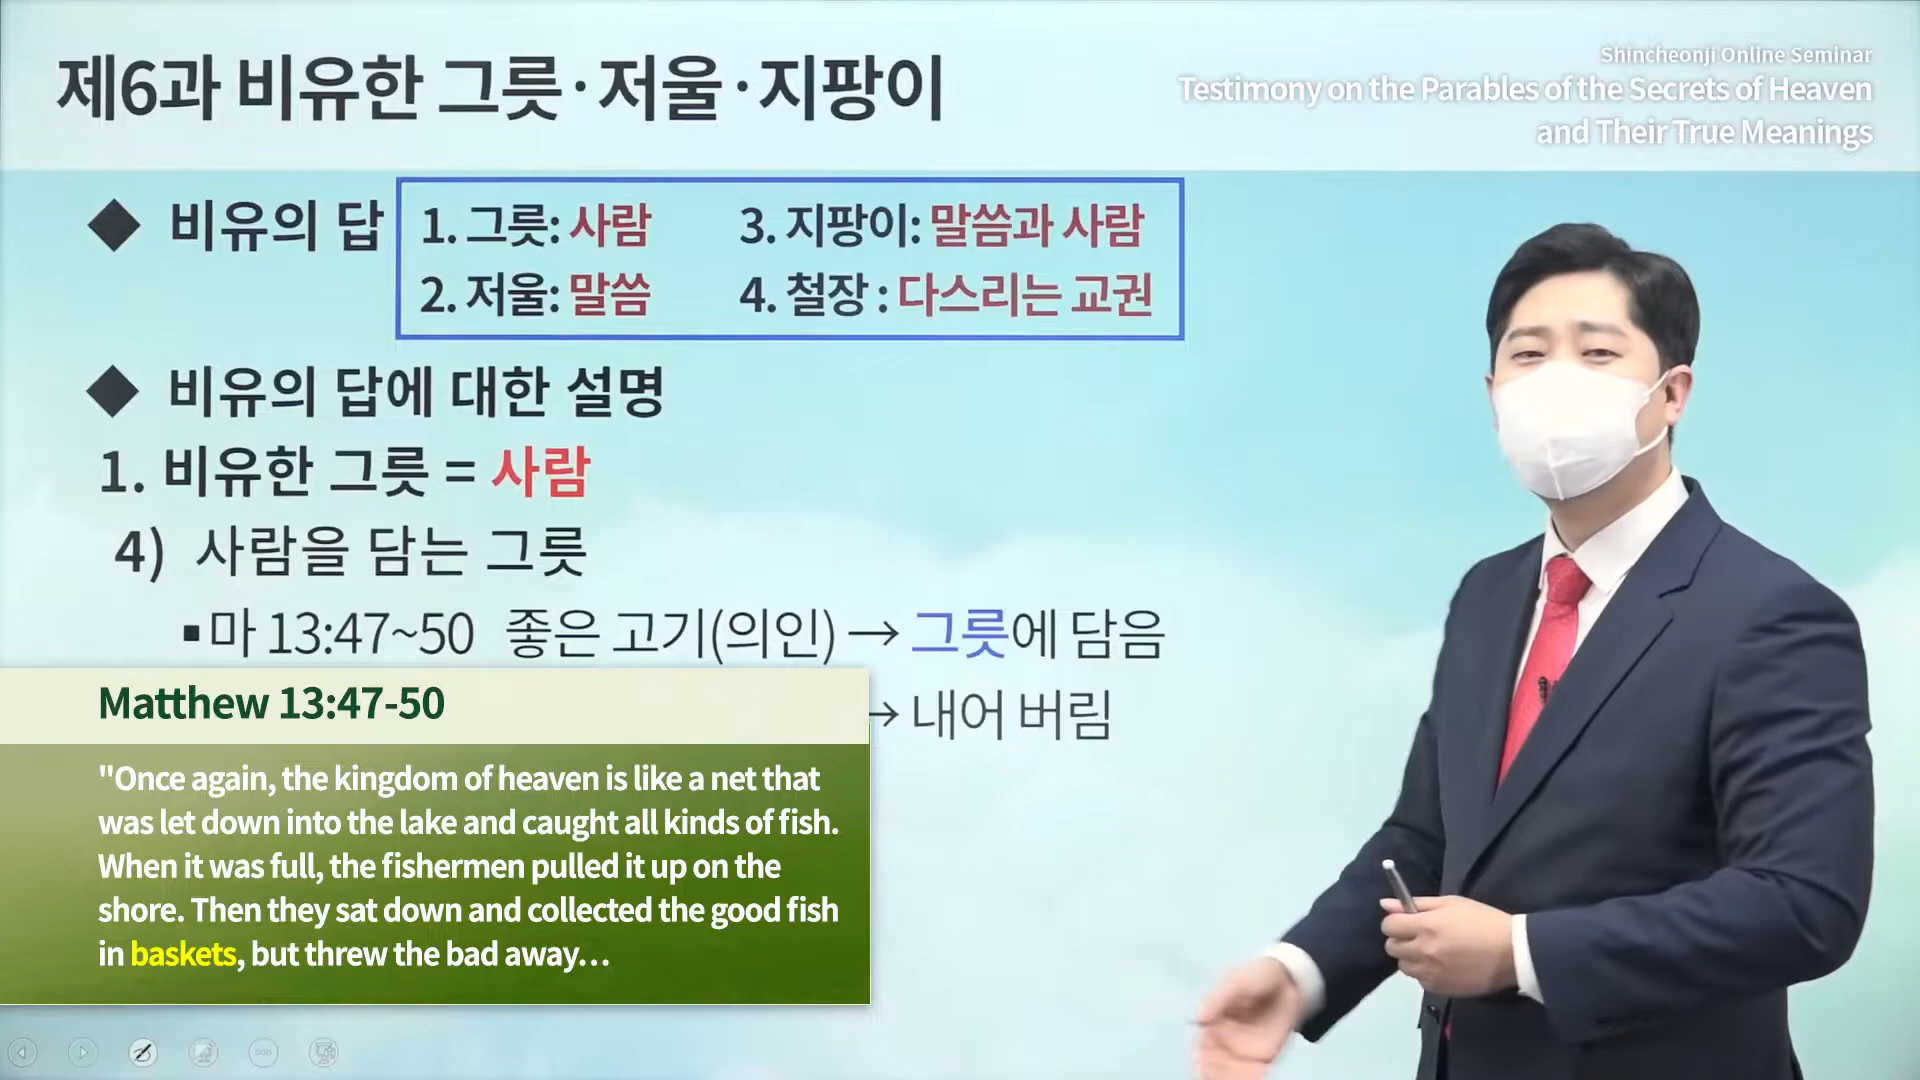 제6과 비유한 그릇·저울·지팡이
Shincheonji Online Seminar
Testimony on the Parables of the Secrets of Heaven
and Their True Meanings
◆ 비유의 답
1. 그릇: 사람
3. 지팡이: 말씀과 사람
2. 저울: 말씀
4. 철장 : 다스리는 교권
◆ 비유의 답에 대한 설명
1. 비유한 그릇 = 사람
4) 사람을 담는 그릇
▪마 13:47~50 좋은 고기(의인) → 그릇에 담음
→ 내어 버림
Matthew 13:47-50
"Once again, the kingdom of heaven is like a net that
was let down into the lake and caught all kinds of fish.
When it was full, the fishermen pulled it up on the
shore. Then they sat down and collected the good fish
in baskets, but threw the bad away…